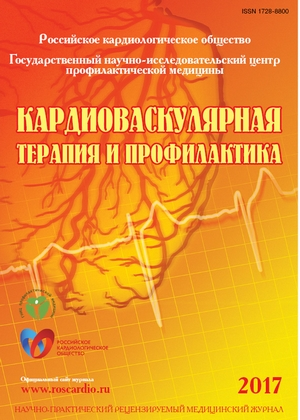 ISSN 1728-8800
Российское кардиологическое общество
Государственный научно-исследовательский центр
профилактической медицины
КАРДИОВАСКУЛЯРНАЯ
ТЕРАПИЯ И ПРОФИЛАКТИКА
РОССИЙСКОЕ
КАРДИОЛОГИЧЕСКОЕ
ОБЩЕСТВО
Официальный сайт журнала
www.roscardio.ru
2017
НАУЧНО-ПРАКТИЧЕСКИЙ РЕЦЕНЗИРУЕМЫЙ МЕДИЦИНСКИЙ ЖУРНАЛ